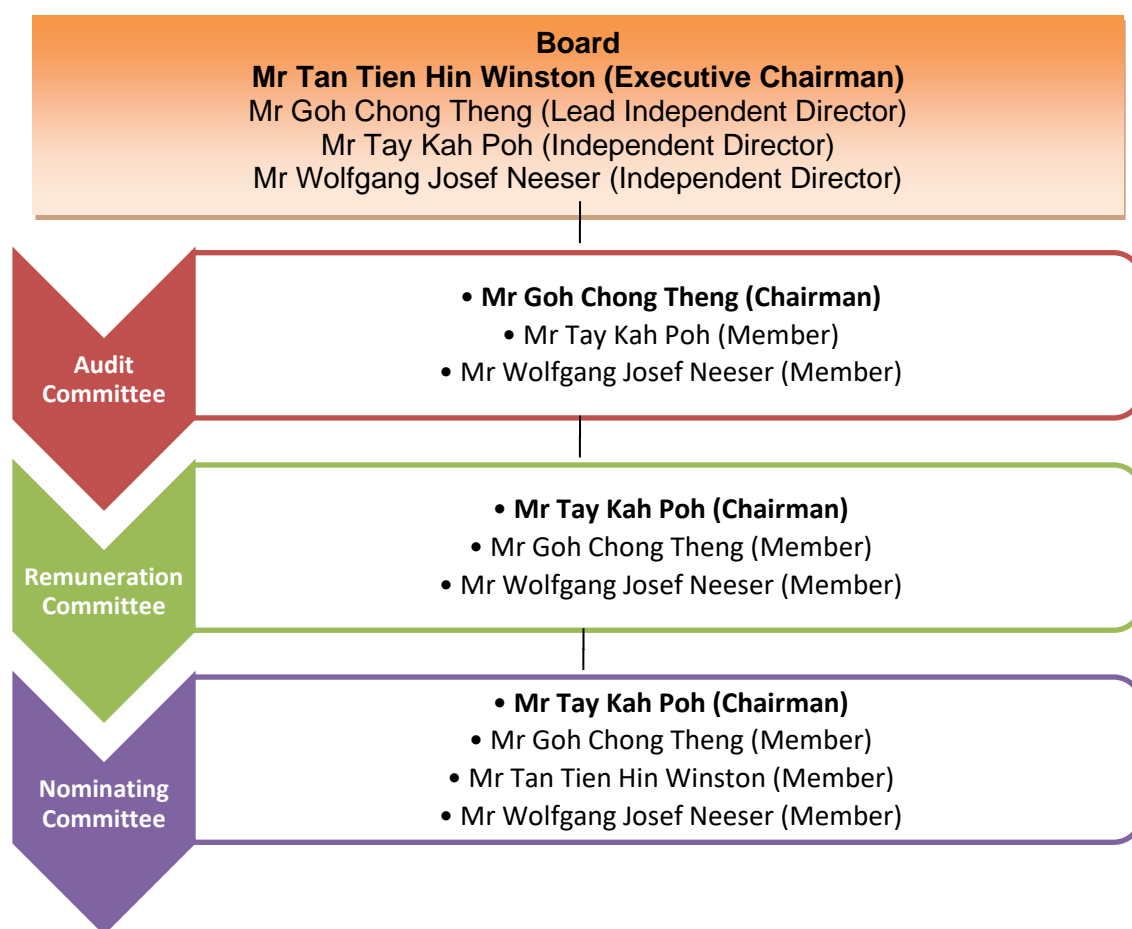 Board
Mr Tan Tien Hin Winston (Executive Chairman)
Mr Goh Chong Theng (Lead Independent Director)
Mr Tay Kah Poh (Independent Director)
Mr Wolfgang Josef Neeser (Independent Director)
Audit
Committee
• Mr Goh Chong Theng (Chairman)
• Mr Tay Kah Poh (Member)
• Mr Wolfgang Josef Neeser (Member)
Remuneration
Committee
• Mr Tay Kah Poh (Chairman)
• Mr Goh Chong Theng (Member)
• Mr Wolfgang Josef Neeser (Member)
Nominating
Committee
• Mr Tay Kah Poh (Chairman)
• Mr Goh Chong Theng (Member)
• Mr Tan Tien Hin Winston (Member)
• Mr Wolfgang Josef Neeser (Member)